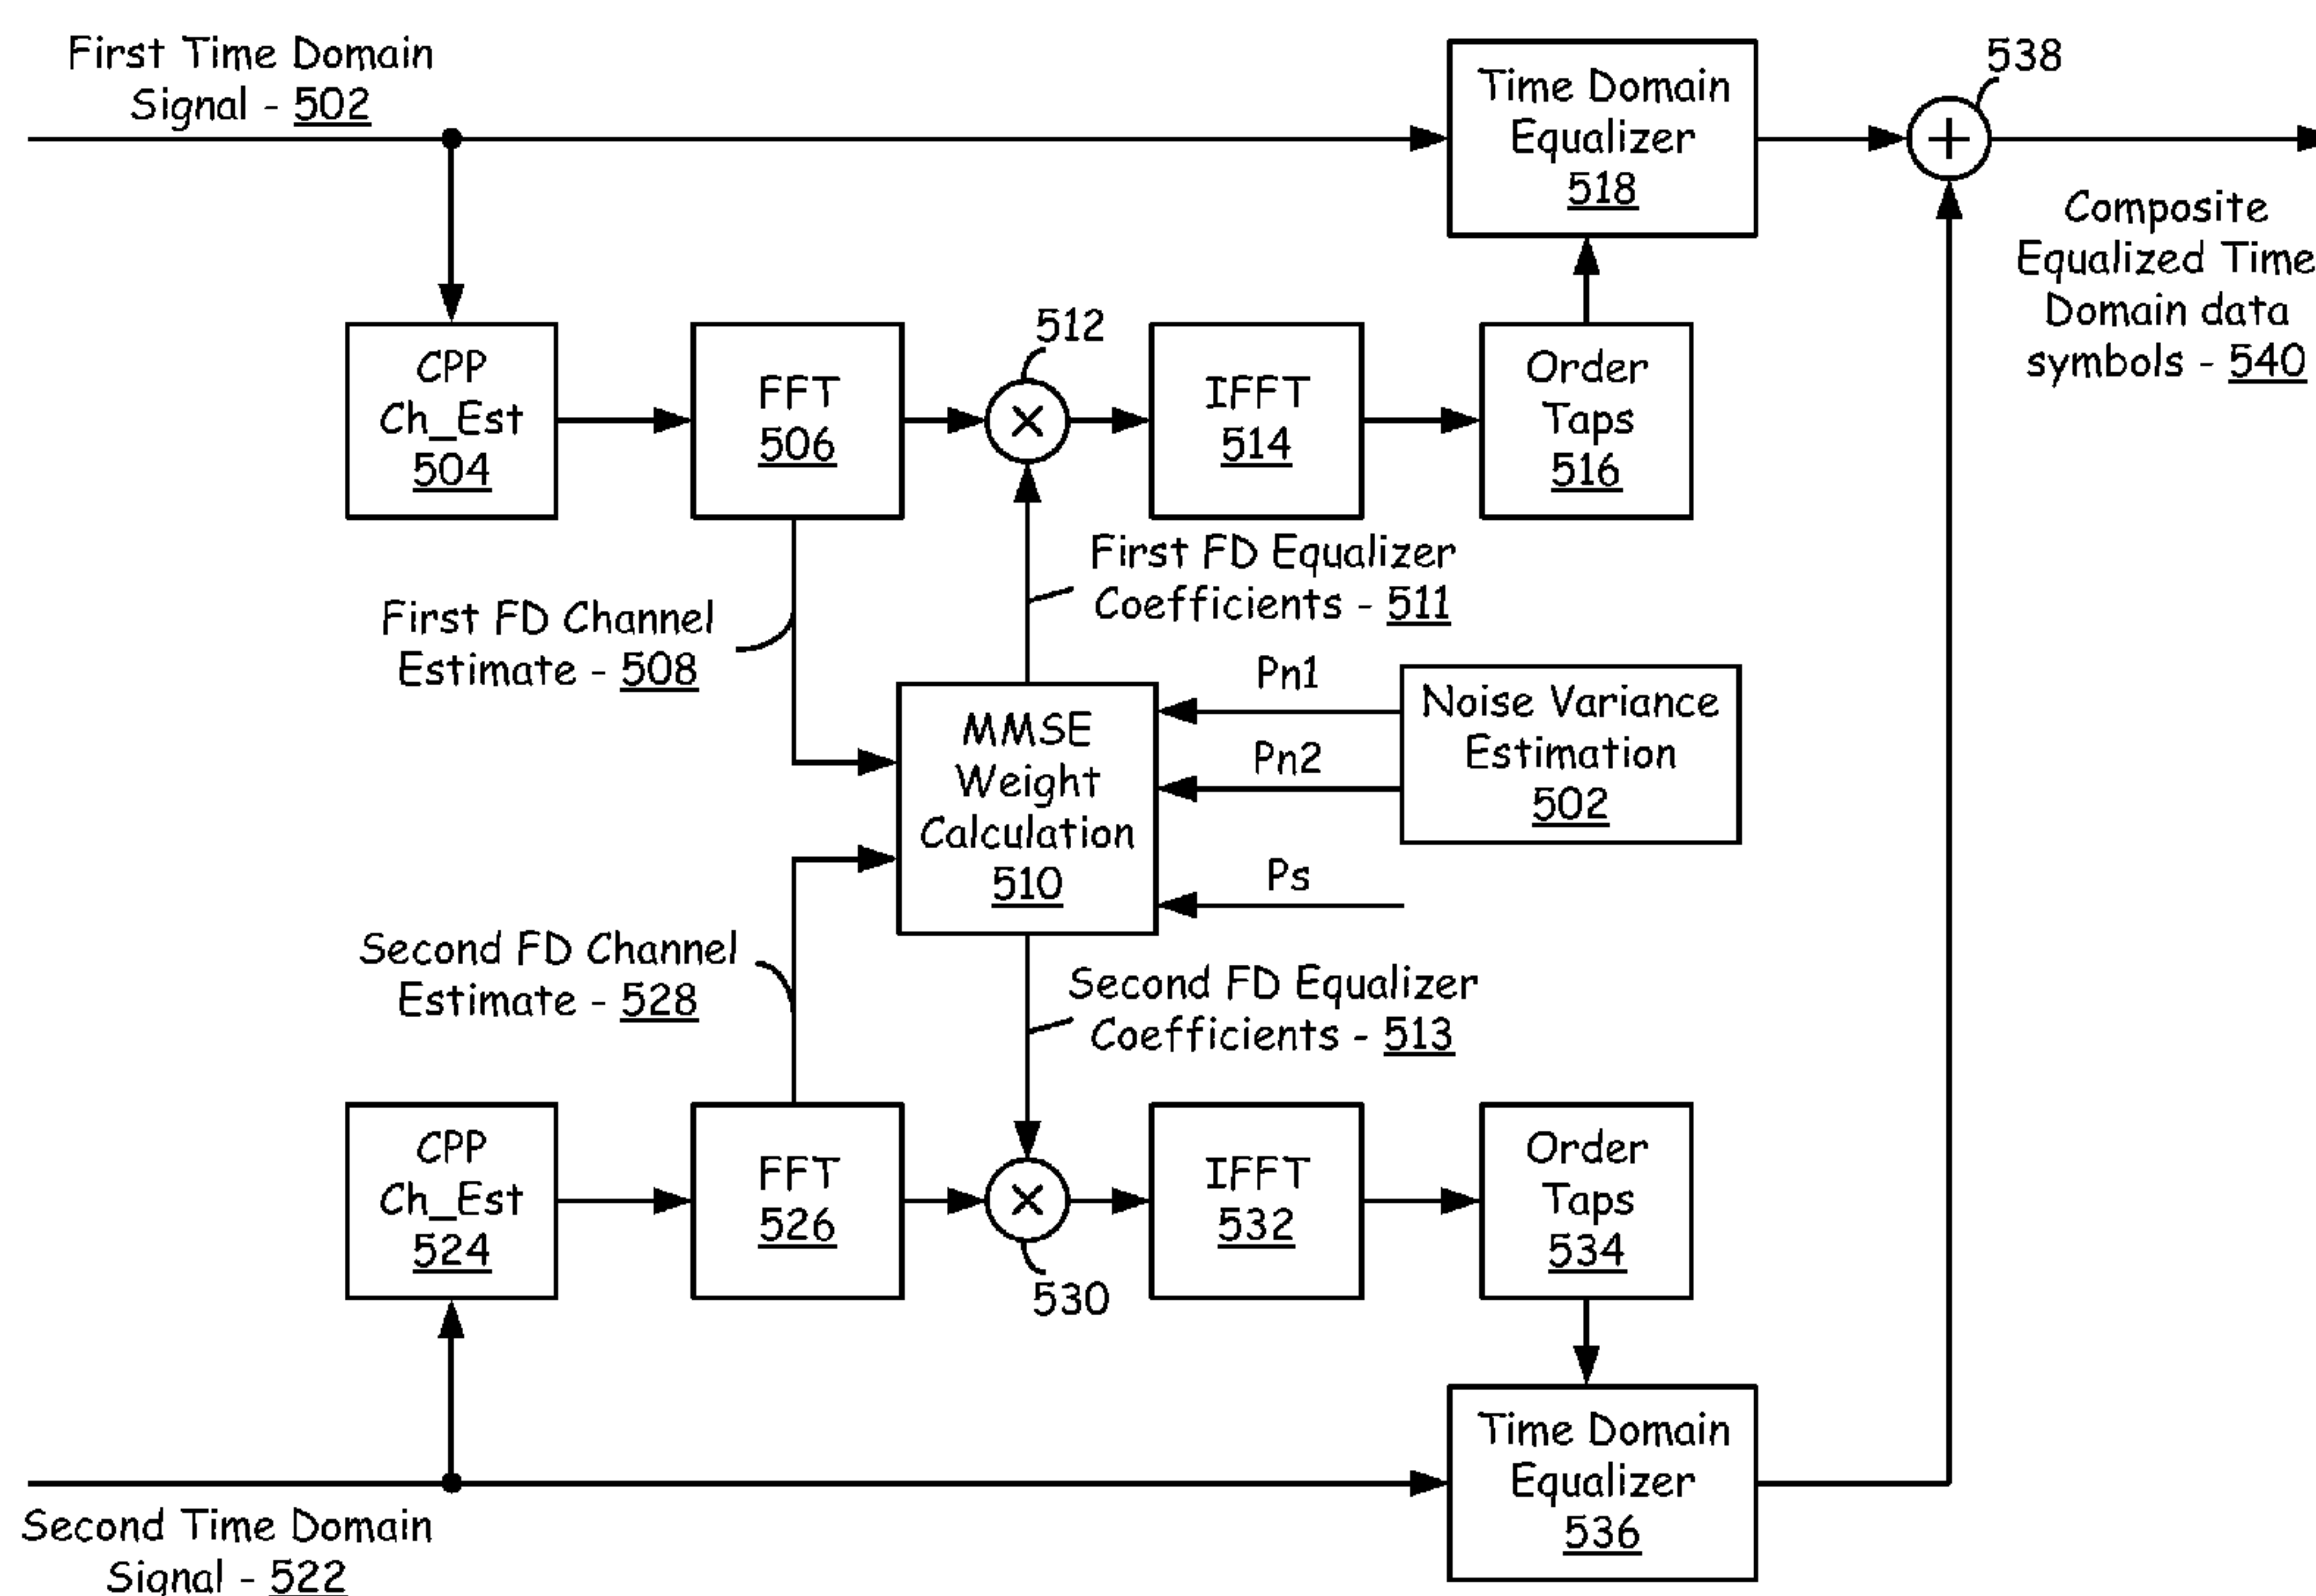 First Time Domain
Signal - 502
Time Domain
Equalizer
518
538
+
Composite
Equalized Time
Domain data
symbols - 540
CPP
Ch_Est
504
FFT
506
512
×
IFFT
514
Order
Taps
516
First FD Equalizer
Coefficients - 511
First FD Channel
Estimate - 508
MMSE
Weight
Calculation
510
Pn1
Pn2
Ps
Noise Variance
Estimation
502
Second FD Channel
Estimate - 528
Second FD Equalizer
Coefficients - 513
CPP
Ch_Est
524
FFT
526
×
530
IFFT
532
Order
Taps
534
Time Domain
Equalizer
536
Second Time Domain
Signal - 522